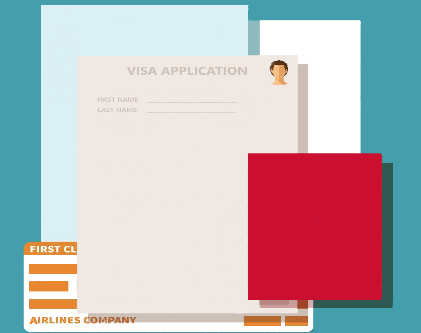 VISA APPLICATION
FIRST NAME
LAST NAME
FIRST CL
AIRLINES COMPANY